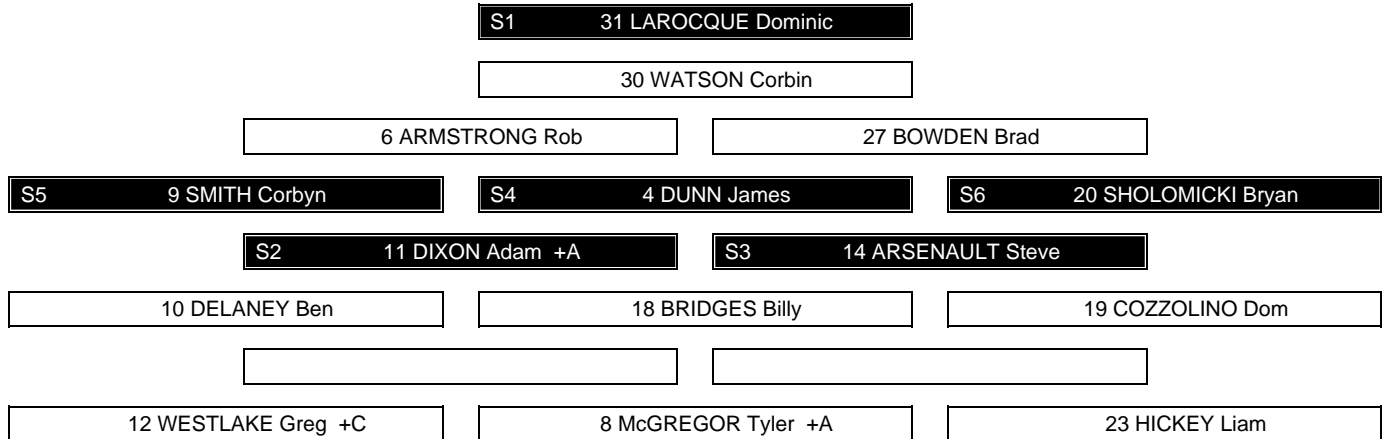 S1 31 LAROCQUE Dominic
30 WATSON Corbin
6 ARMSTRONG Rob 27 BOWDEN Brad
S5 9 SMITH Corbyn S4 4 DUNN James S6 20 SHOLOMICKI Bryan
S2 11 DIXON Adam +A S3 14 ARSENAULT Steve
10 DELANEY Ben 18 BRIDGES Billy 19 COZZOLINO Dom
12 WESTLAKE Greg +C 8 McGREGOR Tyler +A 23 HICKEY Liam